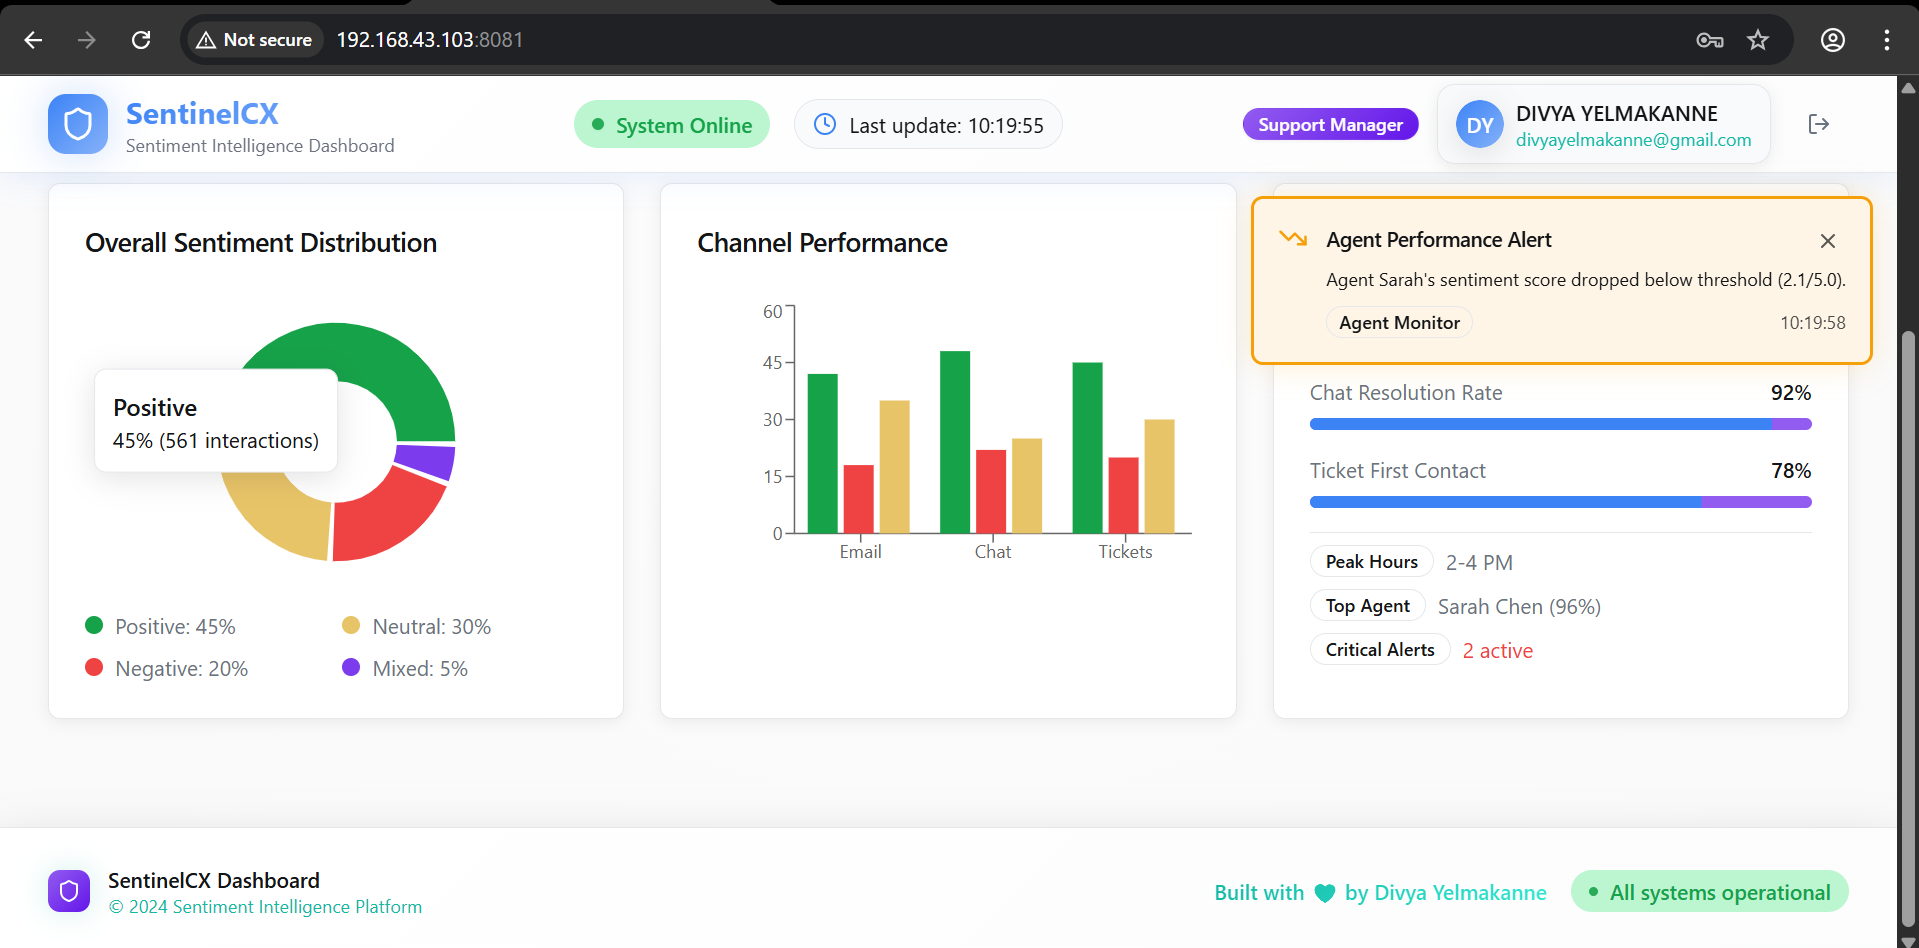 Not secure
192.168.43.103:8081
SentinelCX
Sentiment Intelligence Dashboard
System Online
Last update: 10:19:55
Support Manager
DY
DIVYA YELMAKANNE
divyayelmakanne@gmail.com
Overall Sentiment Distribution
Positive
45% (561 interactions)
Positive: 45%
Neutral: 30%
Negative: 20%
Mixed: 5%
Channel Performance
60
45
30
15
0
Email
Chat
Tickets
Agent Performance Alert
Agent Sarah's sentiment score dropped below threshold (2.1/5.0).
Agent Monitor
10:19:58
Chat Resolution Rate
92%
Ticket First Contact
78%
Peak Hours
2-4 PM
Top Agent
Sarah Chen (96%)
Critical Alerts
2 active
SentinelCX Dashboard
© 2024 Sentiment Intelligence Platform
Built with by Divya Yelmakanne
All systems operational